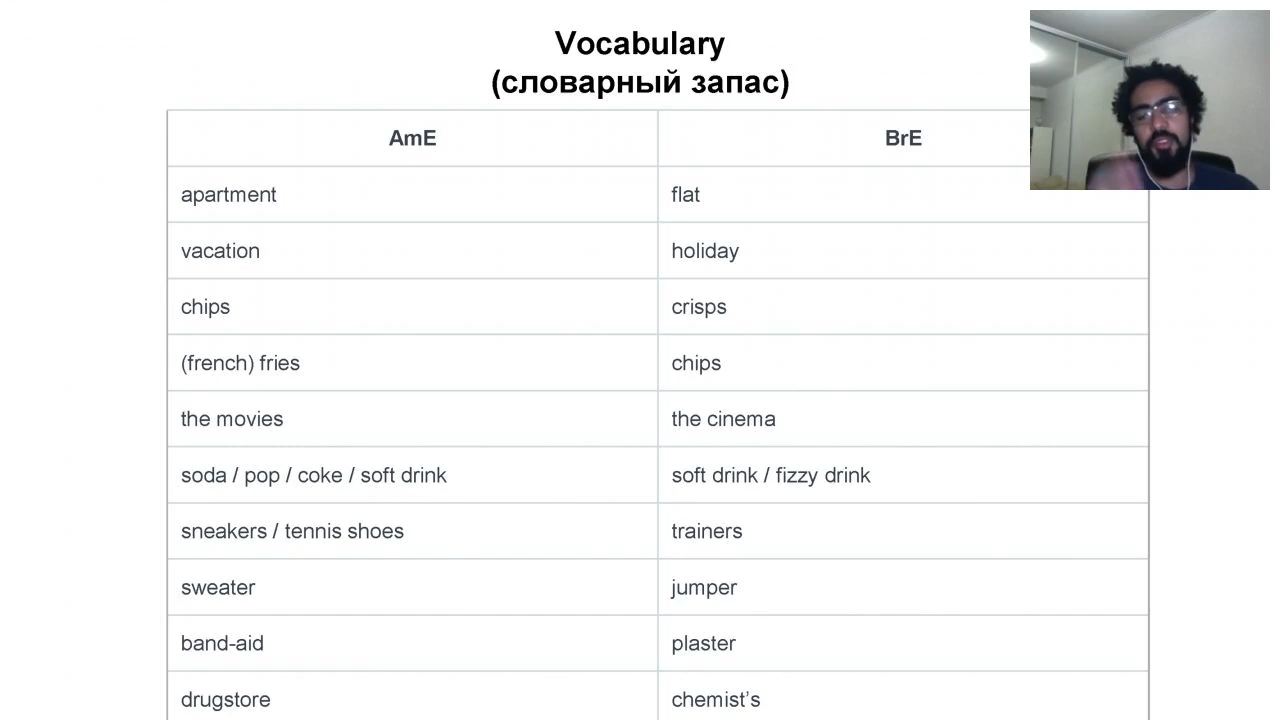 Vocabulary
(словарный запас)
AmE BrE
apartment flat
vacation holiday
chips crisps
(french) fries chips
the movies the cinema
soda / pop / coke / soft drink soft drink / fizzy drink
sneakers / tennis shoes trainers
sweater jumper
band-aid plaster
drugstore chemist’s